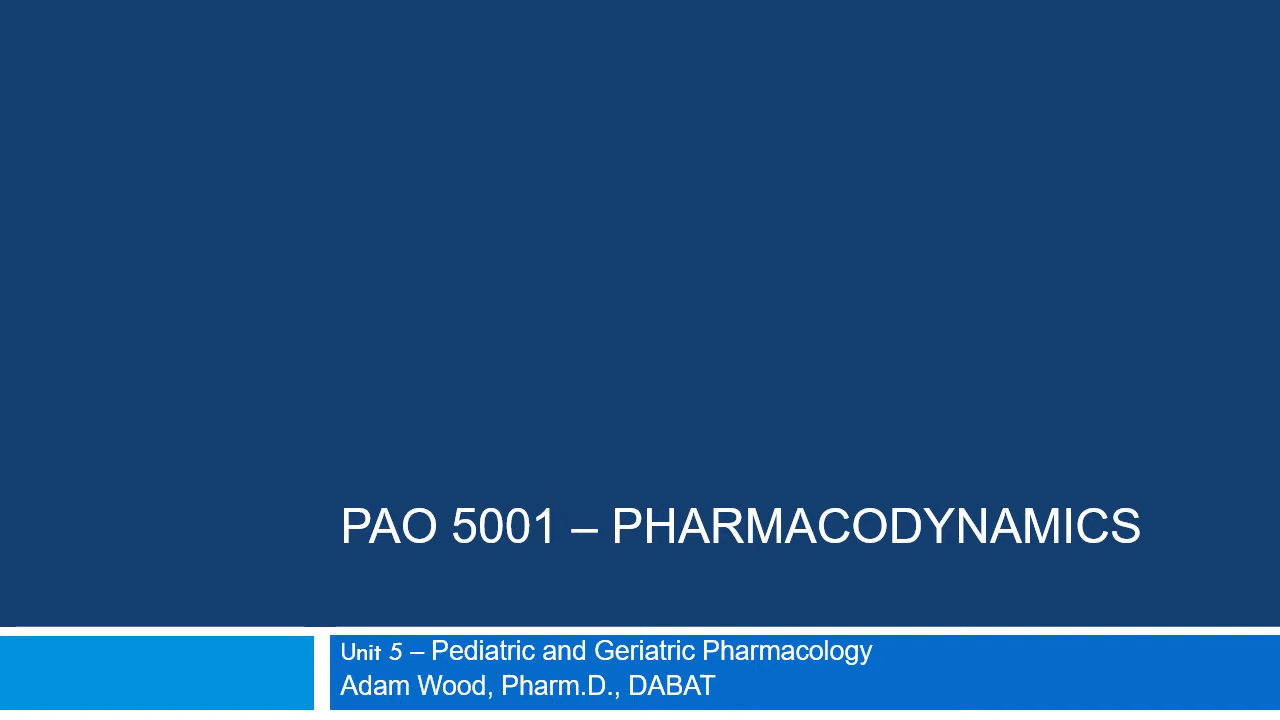 PAO 5001 – PHARMACODYNAMICS
Unit 5 – Pediatric and Geriatric Pharmacology
Adam Wood, Pharm.D., DABAT